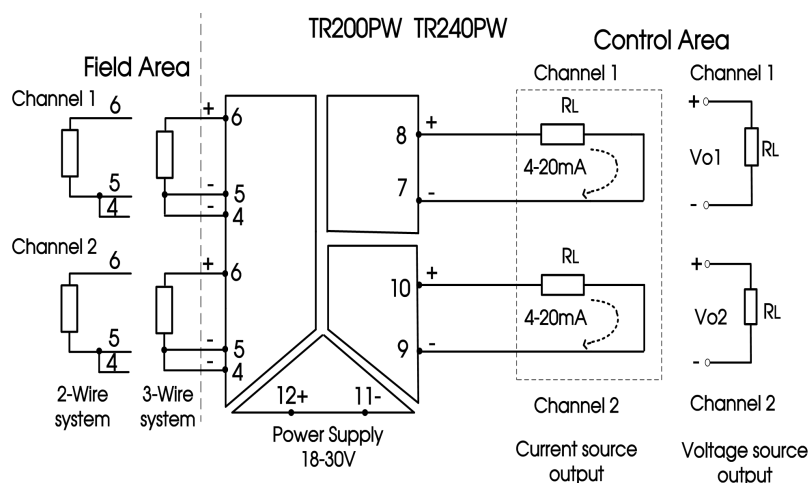 TR200PW TR240PW
Field Area
Control Area
Channel 1
6
5
4
+
6
-
5
-
4
8
+
7
-
Channel 1
RL
4-20mA
Channel 1
+
Vo1
RL
-
Channel 2
6
5
4
+
6
-
5
-
4
10
+
9
-
RL
4-20mA
Channel 2
+
Vo2
RL
-
Channel 2
2-Wire
system
3-Wire
system
12+
11-
Power Supply
18-30V
Current source
output
Voltage source
output